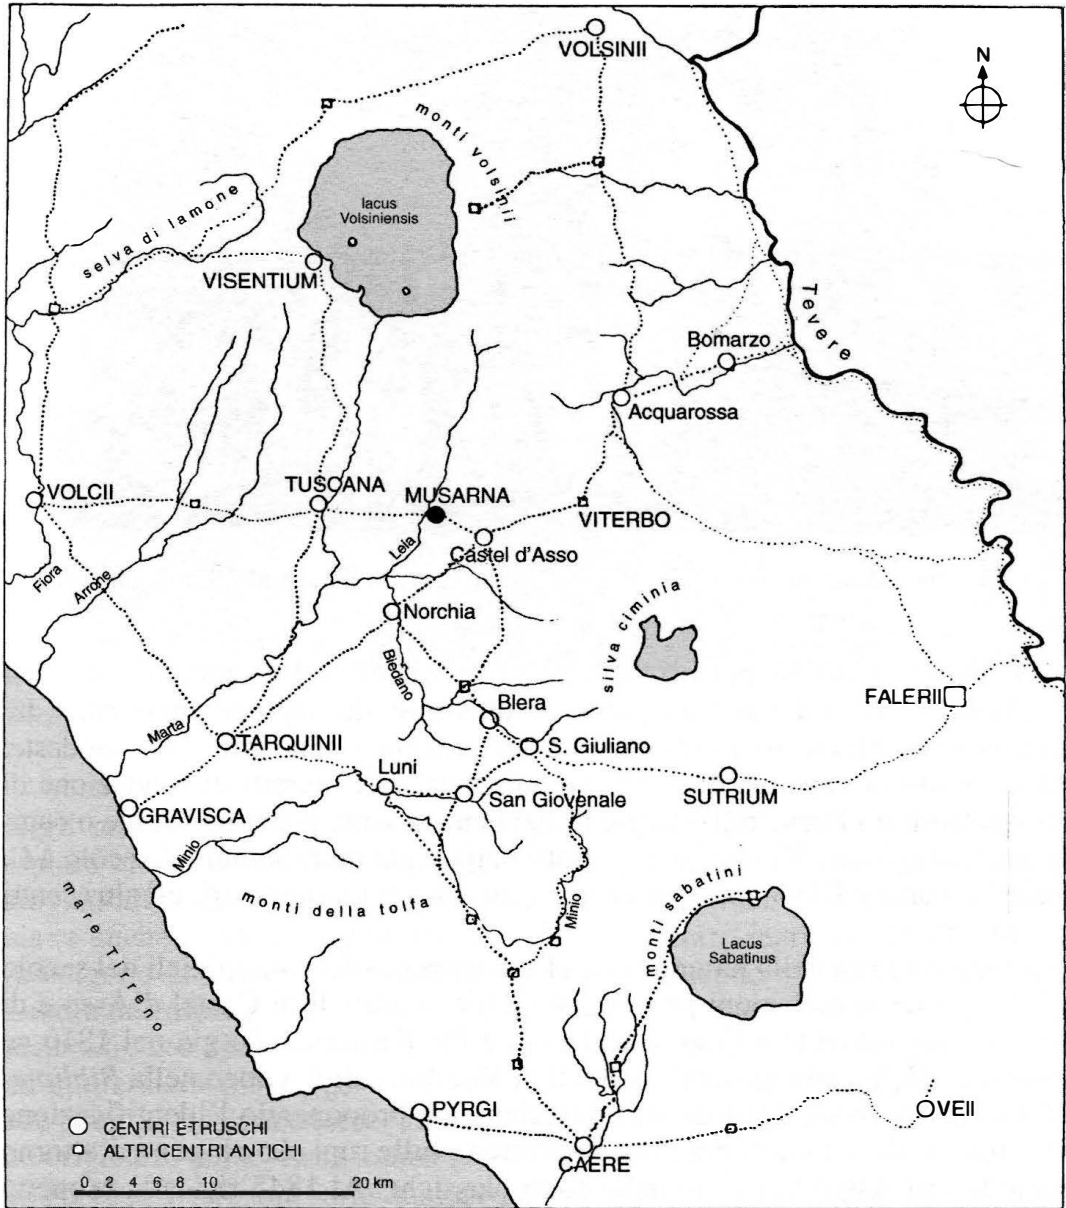 VOLSINII
N
monti volsinii
lacus
Volsiniensis
selva di lamone
VISENTIUM
Tevere
Bomarzo
Acquarossa
VOLCII
TUSCANA
MUSARNA
VITERBO
Leia
Castel d'Asso
Fiora
Arrone
Norchia
silva ciminia
Biedano
Blera
FALERII
Marta
TARQUINII
S. Giuliano
Luni
San Giovenale
SUTRIUM
GRAVISCA
Minio
monti della tolfa
Minio
monti sabatini
mare Tirreno
Lacus
Sabatinus
PYRGI
VEII
CENTRI ETRUSCHI
ALTRI CENTRI ANTICHI
CAERE
0 2 4 6 8 10 20 km